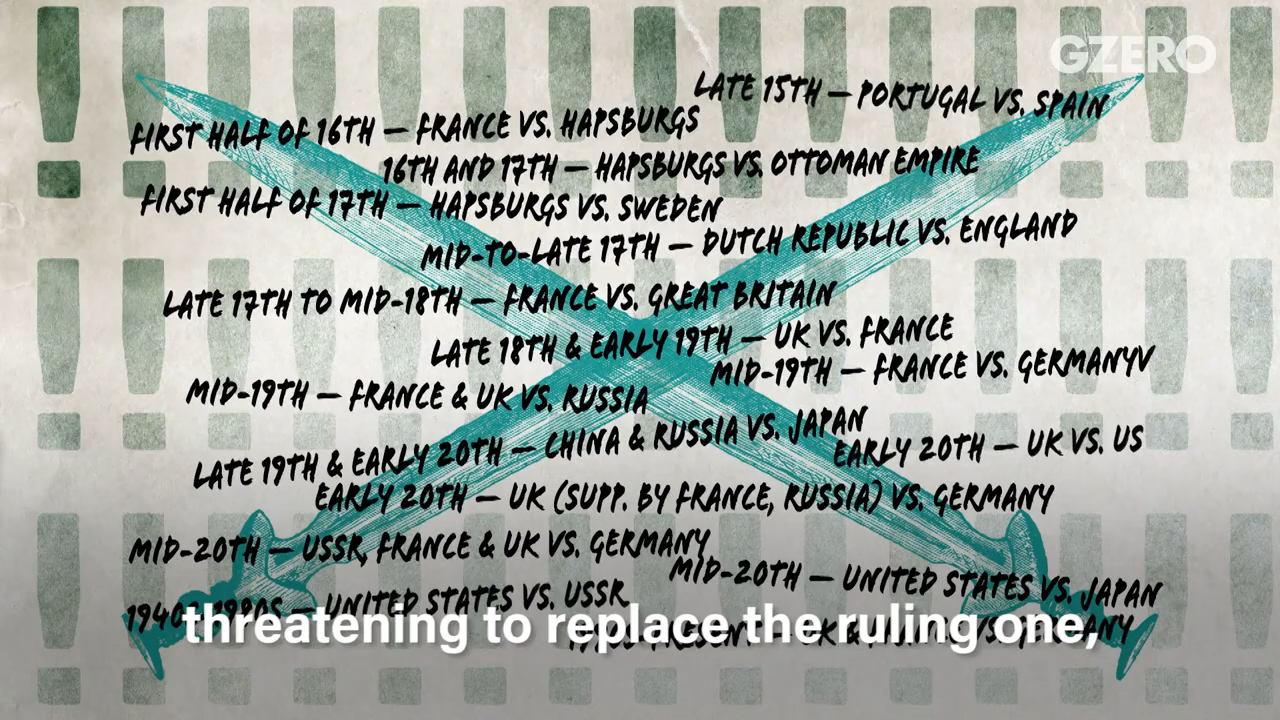 GZERO
LATE 15TH — PORTUGAL VS. SPAIN
FIRST HALF OF 16TH — FRANCE VS. HAPSBURGS
16TH AND 17TH — HAPSBURGS VS. OTTOMAN EMPIRE
FIRST HALF OF 17TH — HAPSBURGS VS. SWEDEN
MID-TO-LATE 17TH — DUTCH REPUBLIC VS. ENGLAND
LATE 17TH TO MID-18TH — FRANCE VS. GREAT BRITAIN
LATE 18TH & EARLY 19TH — UK VS. FRANCE
MID-19TH — FRANCE VS. GERMANYV
MID-19TH — FRANCE & UK VS. RUSSIA
LATE 19TH & EARLY 20TH — CHINA & RUSSIA VS. JAPAN
EARLY 20TH — UK VS. US
EARLY 20TH — UK (SUPP. BY FRANCE, RUSSIA) VS. GERMANY
MID-20TH — USSR, FRANCE & UK VS. GERMANY
MID-20TH — UNITED STATES VS. JAPAN
UNITED STATES VS. USSR
threatening to replace the ruling one,